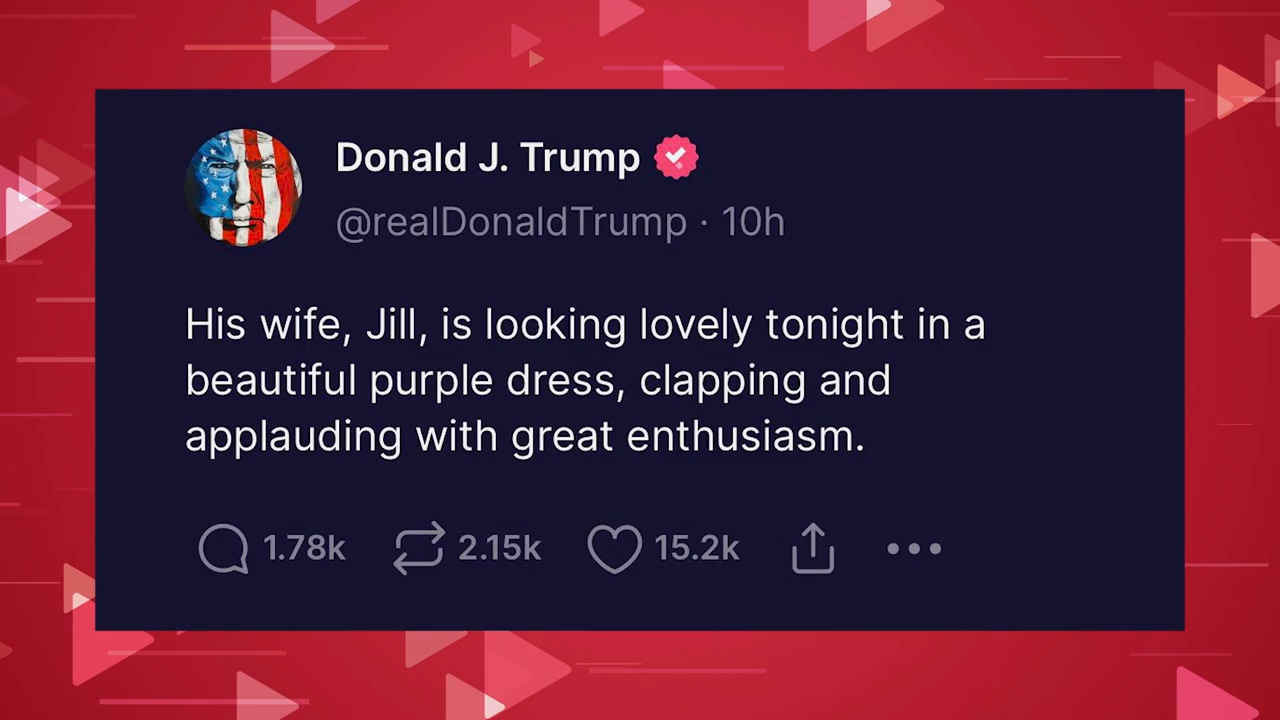 Donald J. Trump
@realDonaldTrump · 10h
His wife, Jill, is looking lovely tonight in a
beautiful purple dress, clapping and
applauding with great enthusiasm.
1.78k 2.15k 15.2k